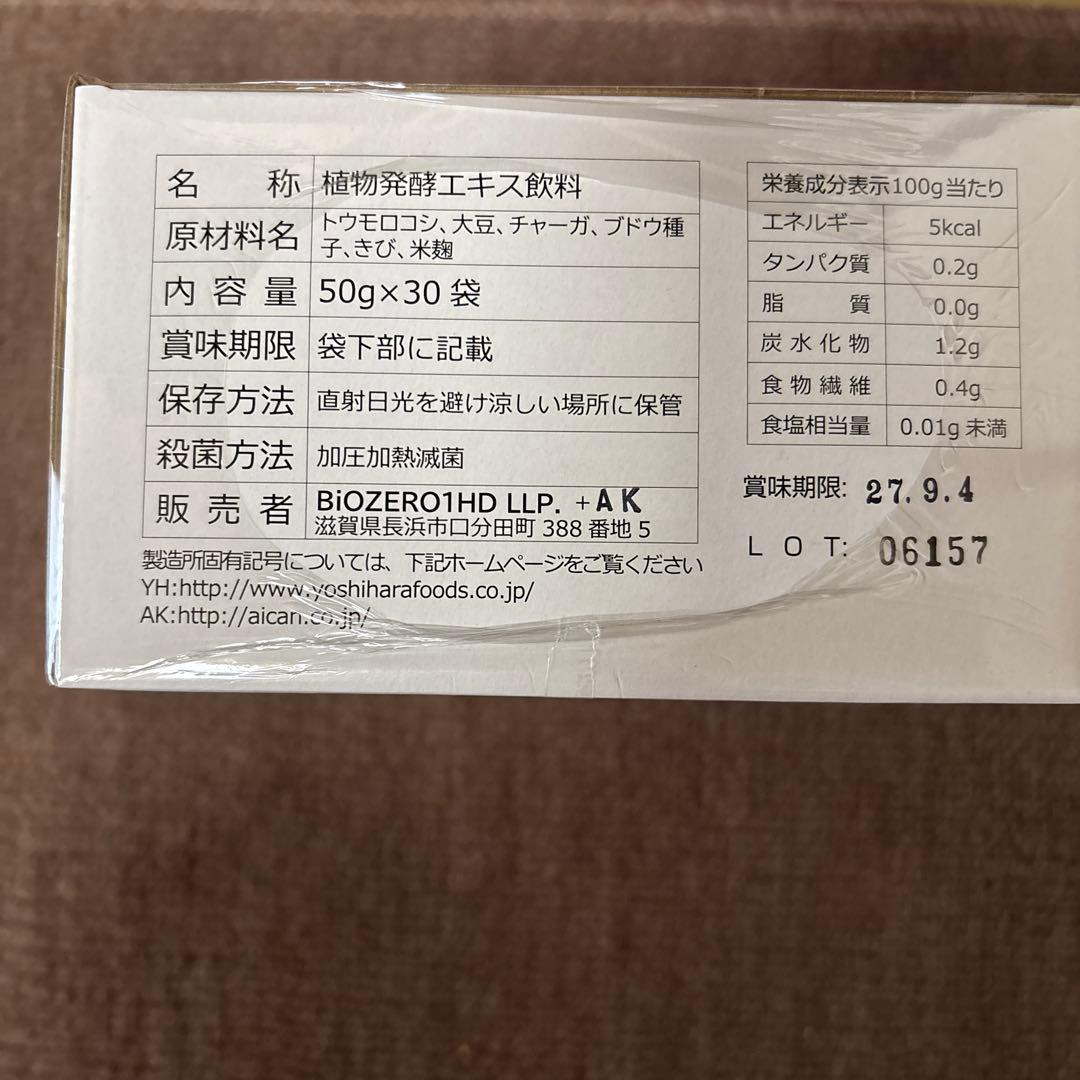 名 称 植物発酵エキス飲料
原材料名 トウモロコシ、大豆、チャーガ、ブドウ種
子、きび、米麹
内 容 量 50g×30 袋
賞味期限 袋下部に記載
保存方法 直射日光を避け涼しい場所に保管
殺菌方法 加圧加熱滅菌
販 売 者 BiOZERO1HD LLP. +AK
滋賀県長浜市口分田町 388 番地 5
製造所固有記号については、下記ホームページをご覧ください
YH:http://www.yoshiharafoods.co.jp/
AK:http://aican.co.jp/
栄養成分表示100g当たり
エネルギー 5kcal
タンパク質 0.2g
脂 質 0.0g
炭 水 化 物 1.2g
食 物 繊 維 0.4g
食塩相当量 0.01g 未満
賞味期限: 27.9.4
L O T: 06157